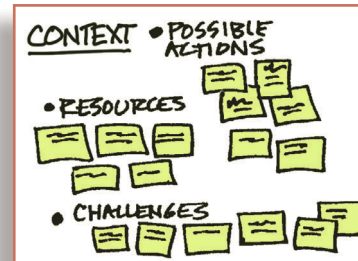 CONTEXT
• POSSIBLE
ACTIONS
• RESOURCES
• CHALLENGES